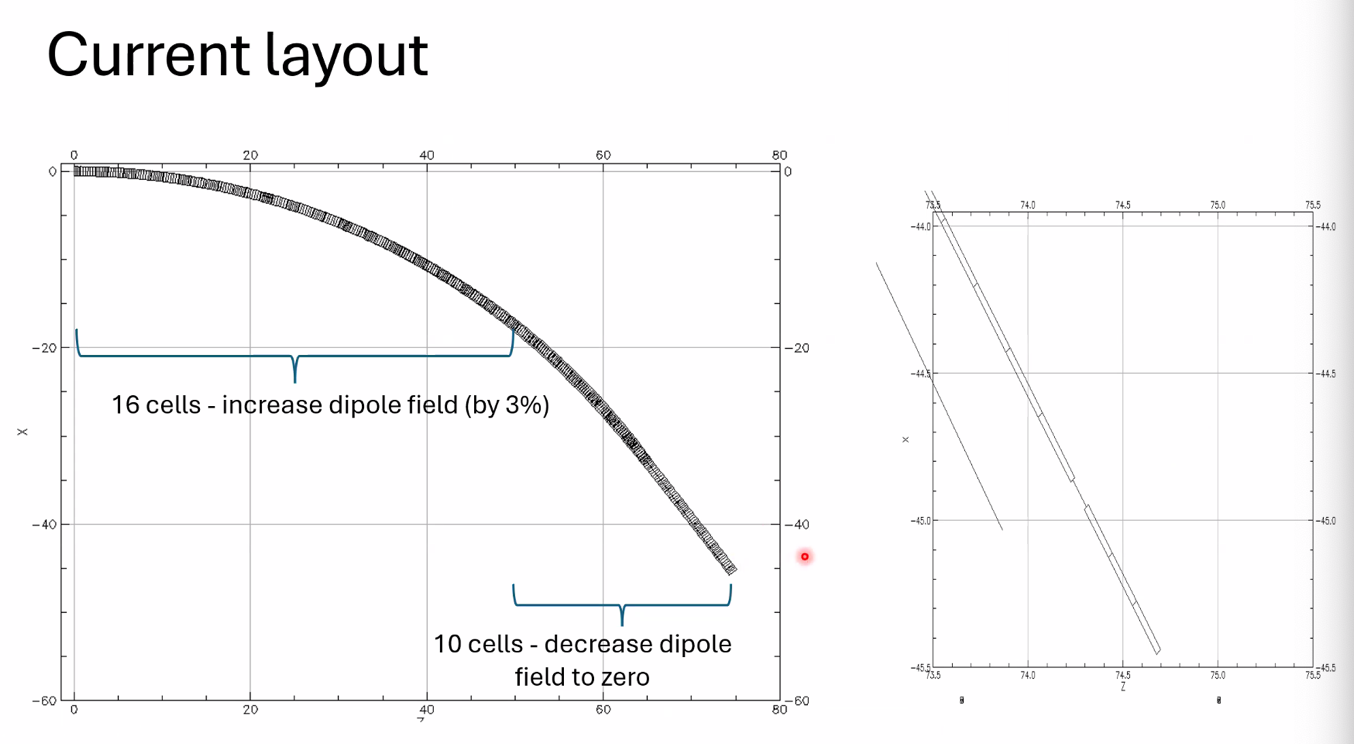 Current layout
0 20 40 60 80
0 0
-20 -20
16 cells - increase dipole field (by 3%)
X
-40 -40
10 cells - decrease dipole
field to zero
-60 -60
0 20 40 60 80
73.5 74.0 74.5 75.0 75.5
-44.0 -44.0
-44.5 -44.5
x
-45.0 -45.0
-45.5 -45.5
73.5 74.0 74.5 75.0 75.5
Z